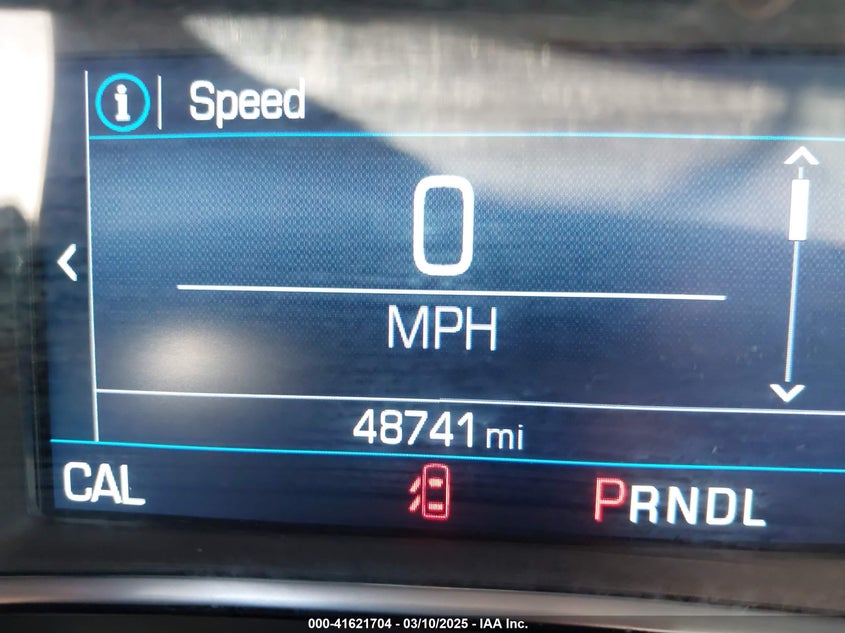 i Speed
0
MPH
48741 mi
CAL PRNDL
000-41621704 - 03/10/2025 - IAA Inc.